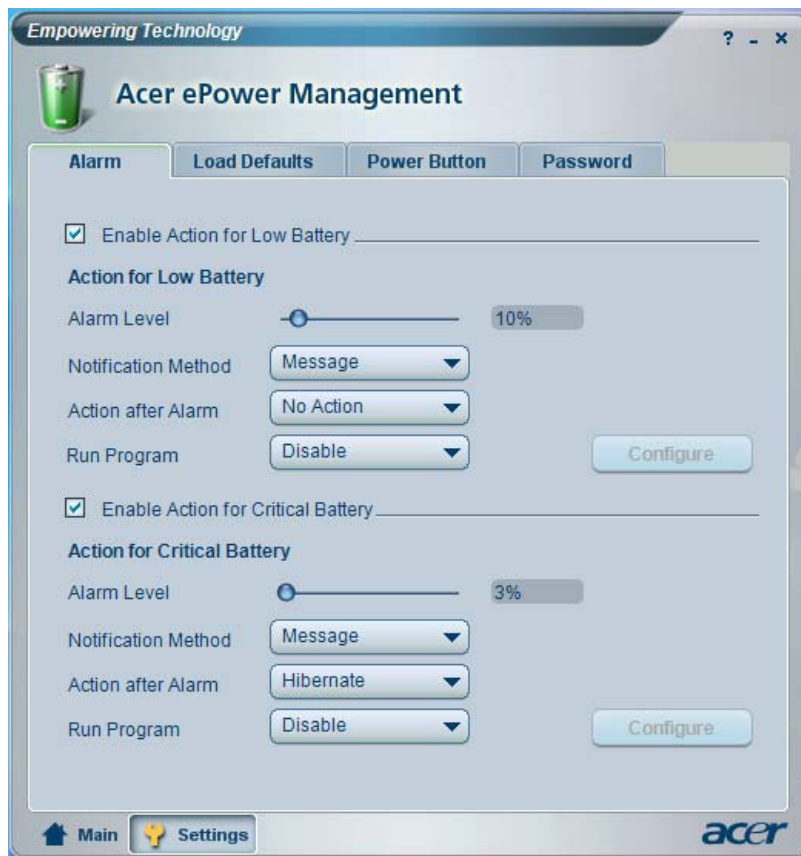 Empowering Technology
? - ×
Acer ePower Management
Alarm Load Defaults Power Button Password
Enable Action for Low Battery
Action for Low Battery
Alarm Level 10%
Notification Method Message
Action after Alarm No Action
Run Program Disable Configure
Enable Action for Critical Battery
Action for Critical Battery
Alarm Level 3%
Notification Method Message
Action after Alarm Hibernate
Run Program Disable Configure
Main Settings acer